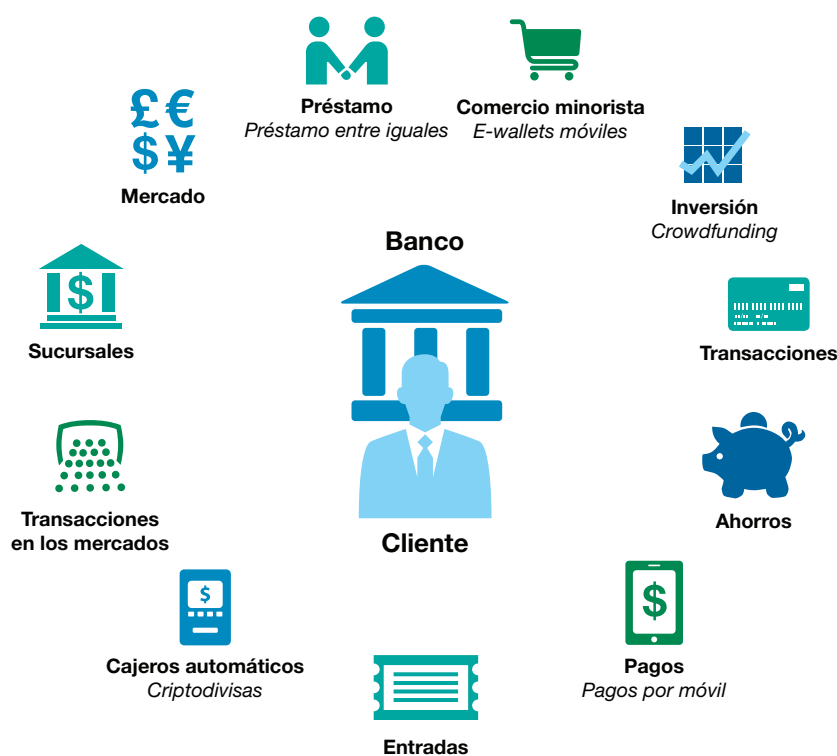 Préstamo
Préstamo entre iguales
Comercio minorista
E-wallets móviles
£ €
$ ¥
Mercado
Inversión
Crowdfunding
Banco
$
Sucursales
Transacciones
Transacciones
en los mercados
Ahorros
Cliente
$
Cajeros automáticos
Criptodivisas
$
Pagos
Pagos por móvil
Entradas